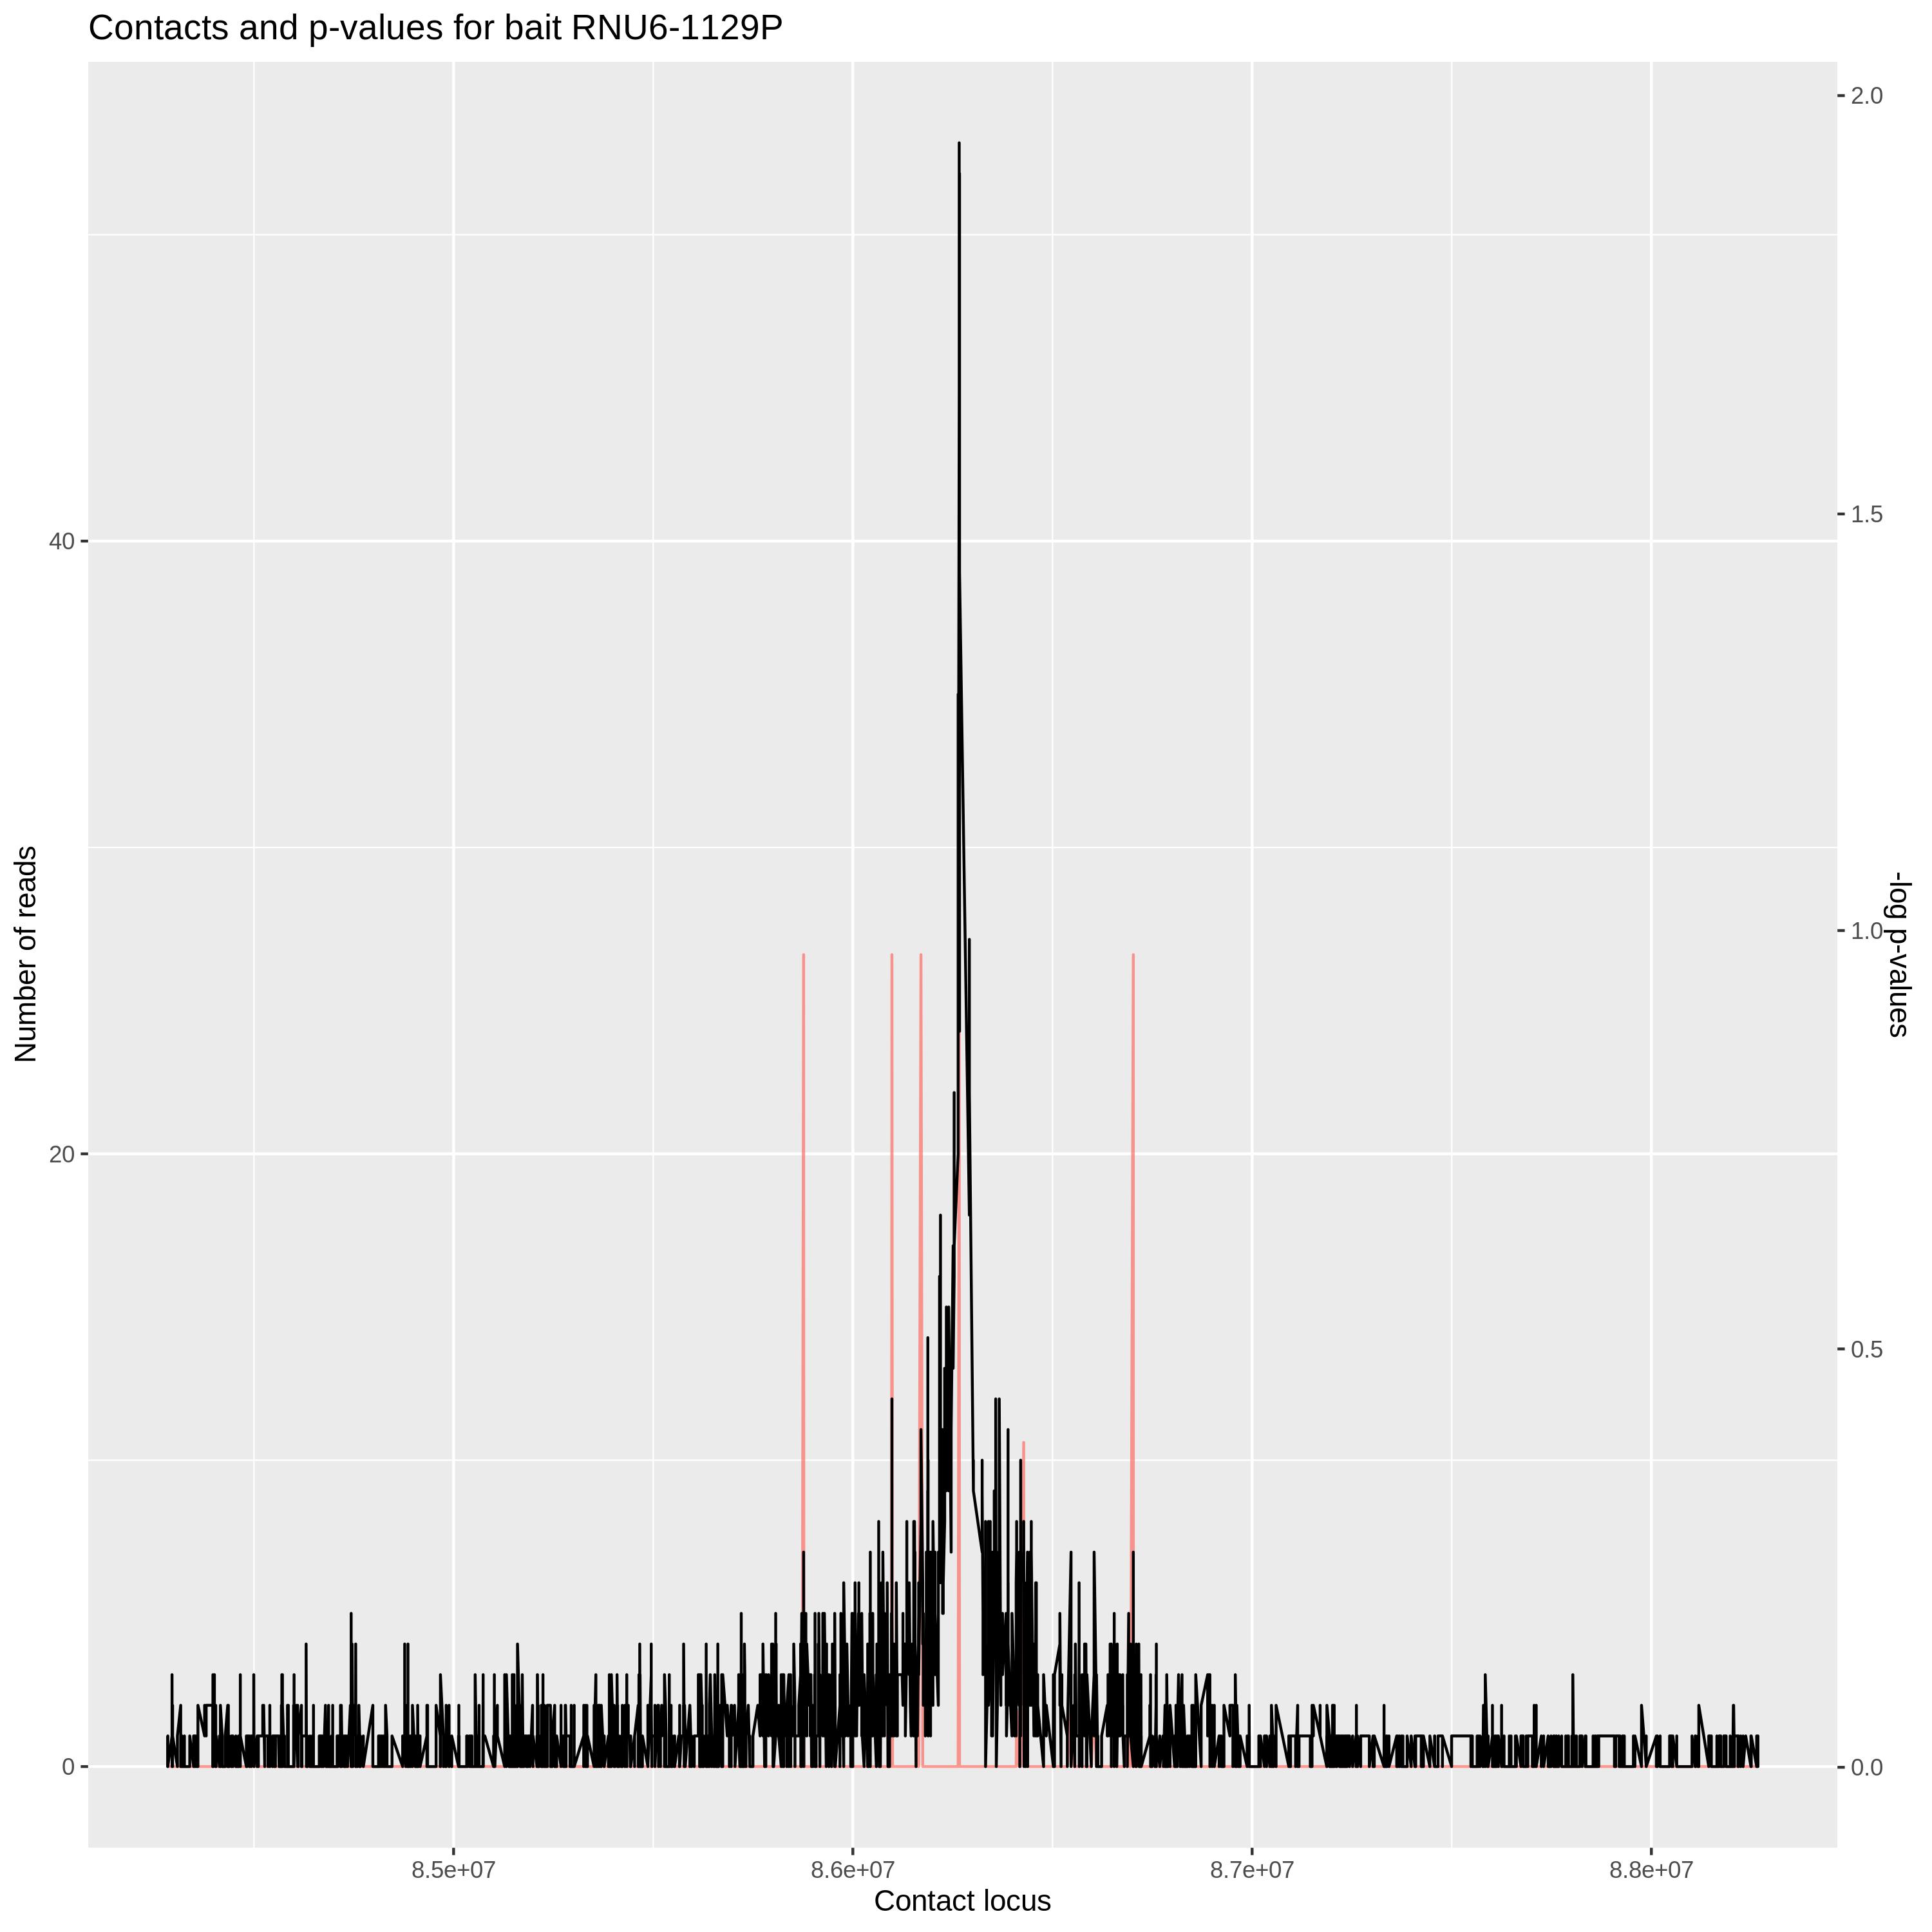 Contacts and p-values for bait RNU6-1129P
Number of reads
40
20
0
2.0
1.5
1.0
0.5
0.0
-log p-values
8.5e+07
8.6e+07
8.7e+07
8.8e+07
Contact locus